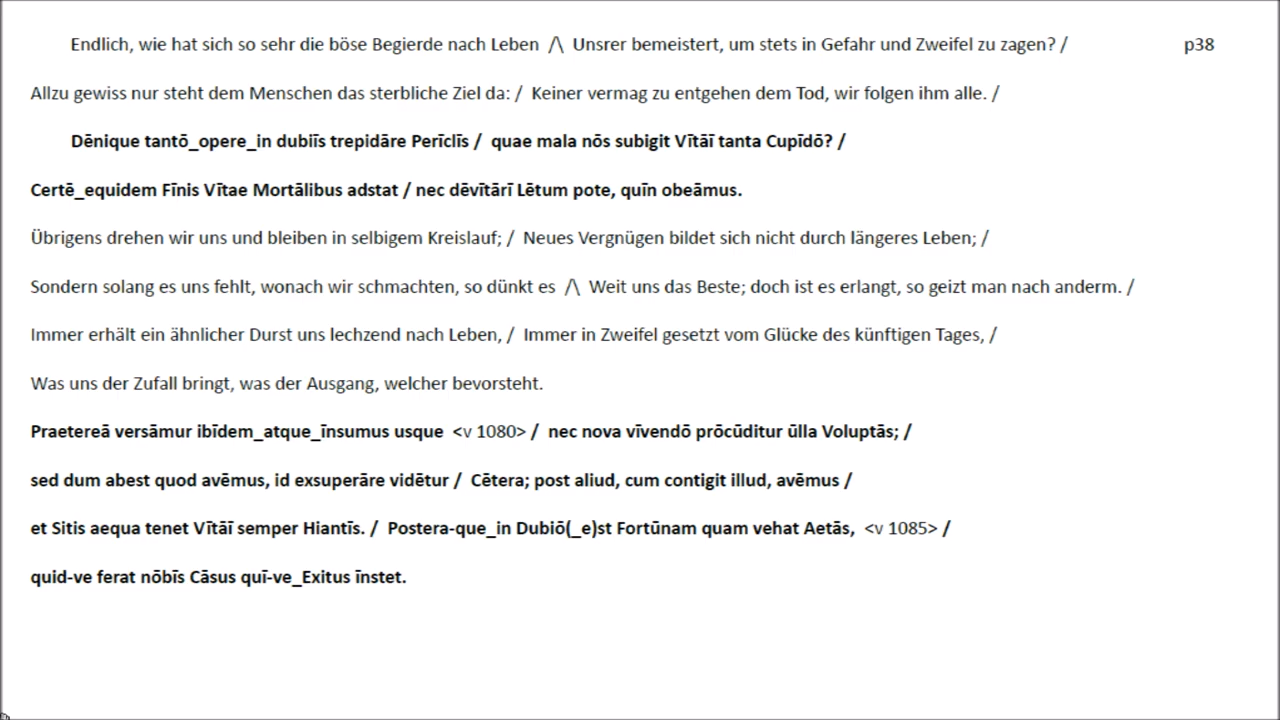 Endlich, wie hat sich so sehr die böse Begierde nach Leben /\ Unsrer bemeistert, um stets in Gefahr und Zweifel zu zagen? / p38
Allzu gewiss nur steht dem Menschen das sterbliche Ziel da: / Keiner vermag zu entgehen dem Tod, wir folgen ihm alle. /
Dēnique tantō_opere_in dubiīs trepidāre Perīclīs / quae mala nōs subigit Vītāī tanta Cupīdō? /
Certē_equidem Fīnis Vītae Mortālibus adstat / nec dēvītārī Lētum pote, quīn obeāmus.
Übrigens drehen wir uns und bleiben in selbigem Kreislauf; / Neues Vergnügen bildet sich nicht durch längeres Leben; /
Sondern solang es uns fehlt, wonach wir schmachten, so dünkt es /\ Weit uns das Beste; doch ist es erlangt, so geizt man nach anderm. /
Immer erhält ein ähnlicher Durst uns lechzend nach Leben, / Immer in Zweifel gesetzt vom Glücke des künftigen Tages, /
Was uns der Zufall bringt, was der Ausgang, welcher bevorsteht.
Praetereā versāmur ibīdem_atque_īnsumus usque <v 1080> / nec nova vīvendō prōcūditur ūlla Voluptās; /
sed dum abest quod avēmus, id exsuperāre vidētur / Cētera; post aliud, cum contigit illud, avēmus /
et Sitis aequa tenet Vītāī semper Hiantīs. / Postera-que_in Dubiō(_e)st Fortūnam quam vehat Aetās, <v 1085> /
quid-ve ferat nōbīs Cāsus quī-ve_Exitus īnstet.